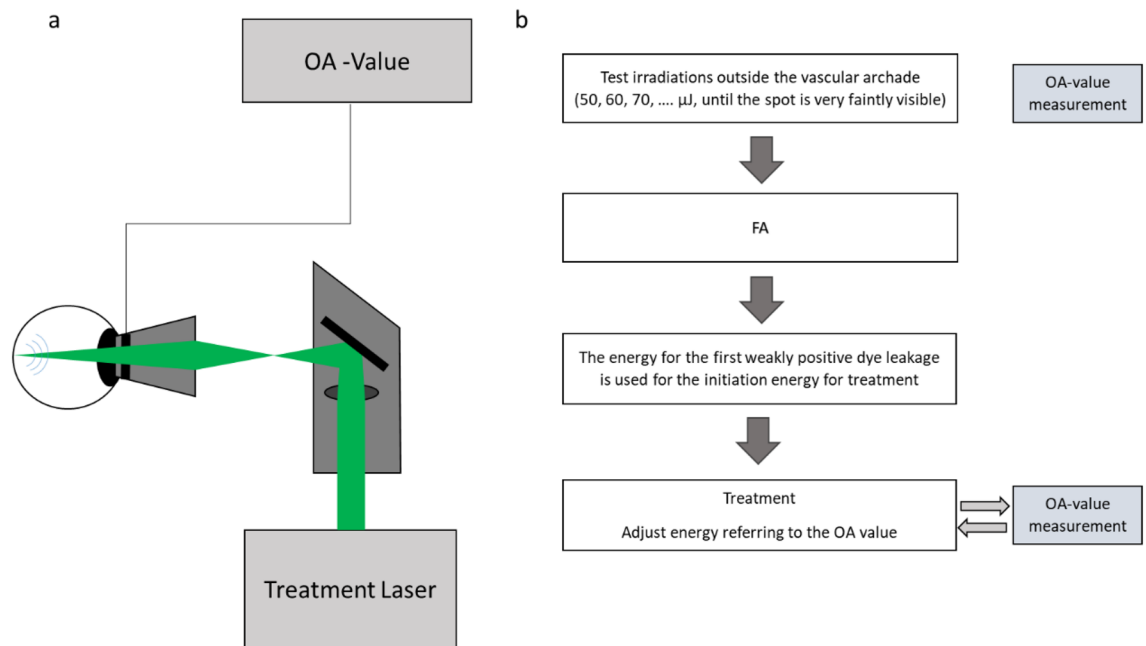 a
OA -Value
Treatment Laser
b
Test irradiations outside the vascular archade
(50, 60, 70, .... µJ, until the spot is very faintly visible)
OA-value
measurement
FA
The energy for the first weakly positive dye leakage
is used for the initiation energy for treatment
Treatment
Adjust energy referring to the OA value
OA-value
measurement